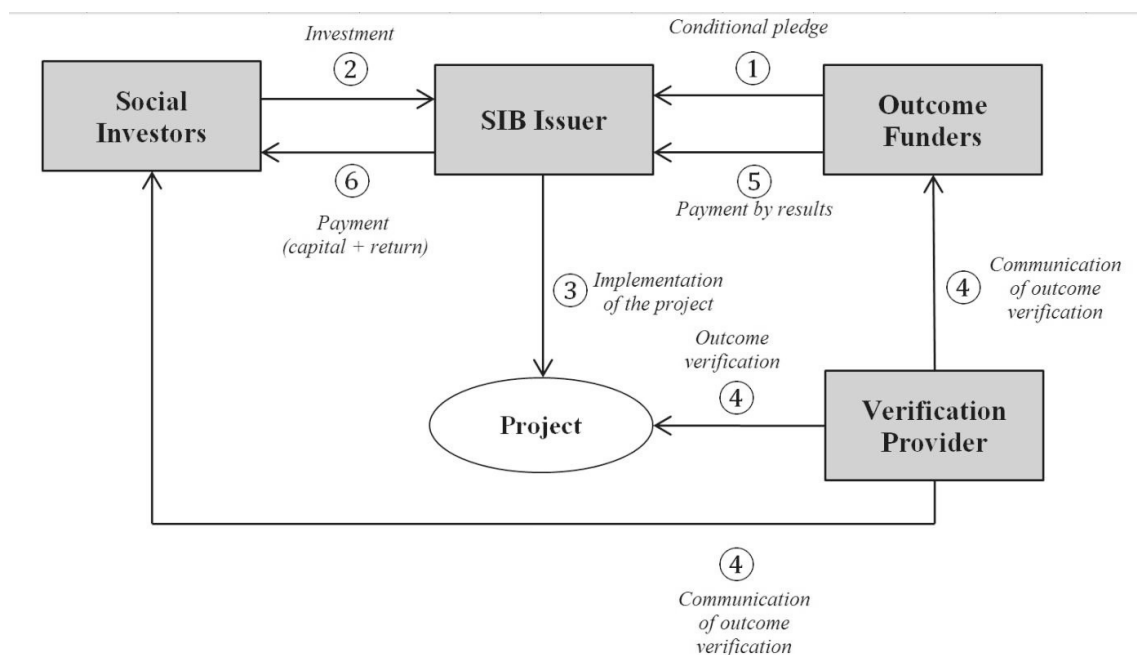 Investment
②
Conditional pledge
①
Social
Investors
SIB Issuer
Outcome
Funders
⑥
Payment
(capital + return)
⑤
Payment by results
③
Implementation
of the project
④
Communication
of outcome
verification
Outcome
verification
④
Project
Verification
Provider
④
Communication
of outcome
verification